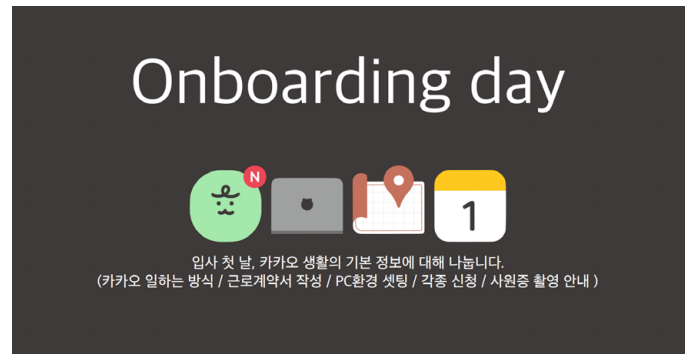 Onboarding day
N
1
입사 첫 날, 카카오 생활의 기본 정보에 대해 나눕니다.
(카카오 일하는 방식 / 근로계약서 작성 / PC환경 셋팅 / 각종 신청 / 사원증 촬영 안내 )